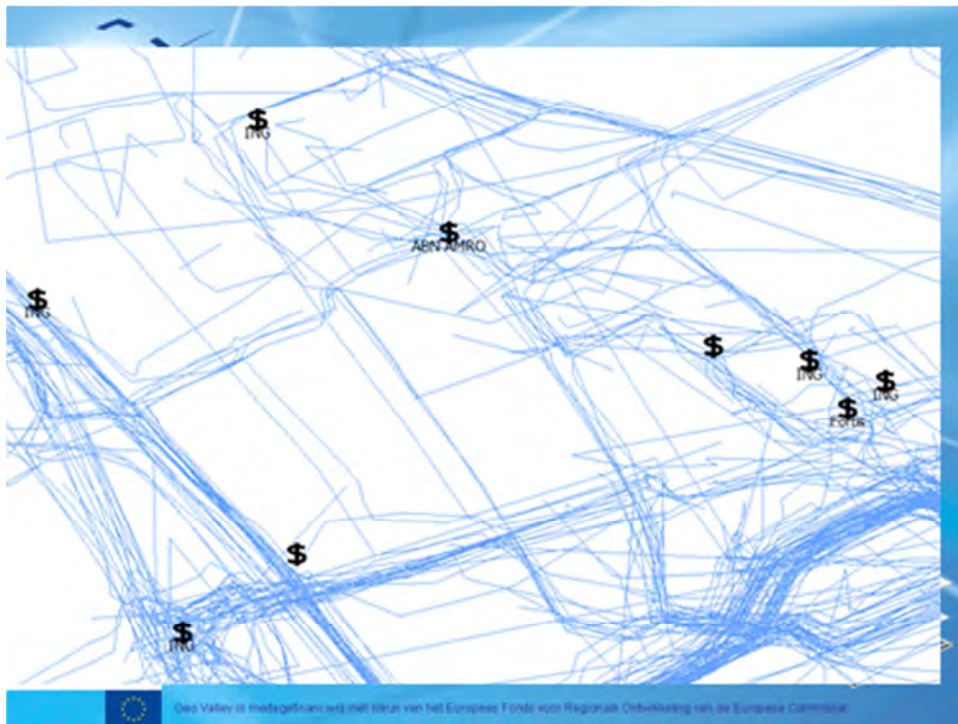 $
ING
$
ABN AMRO
$
ING
$
$
ING
$
ING
$
Fortis
$
$
ING
Geo Valley is medegefinancierd met steun van het Europees Fonds voor Regionale Ontwikkeling van de Europese Commissie